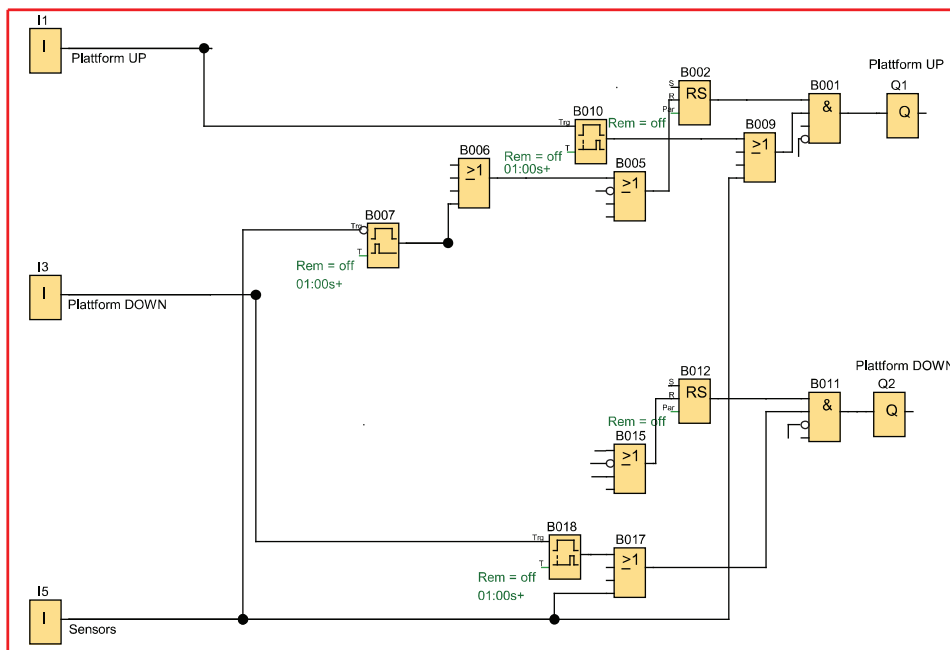 I1
I
Plattform UP
Plattform UP
B002
B001
Q1
S
R
RS
Par
&
Q
B010
Rem = off
B009
Trg
T
≥1
B006
Rem = off
01:00s+
B005
≥1
≥1
B007
Trg
T
Rem = off
01:00s+
I3
I
Plattform DOWN
Plattform DOWN
B012
B011
Q2
S
R
RS
Par
&
Q
Rem = off
B015
≥1
B018
Trg
T
B017
≥1
Rem = off
01:00s+
I5
I
Sensors